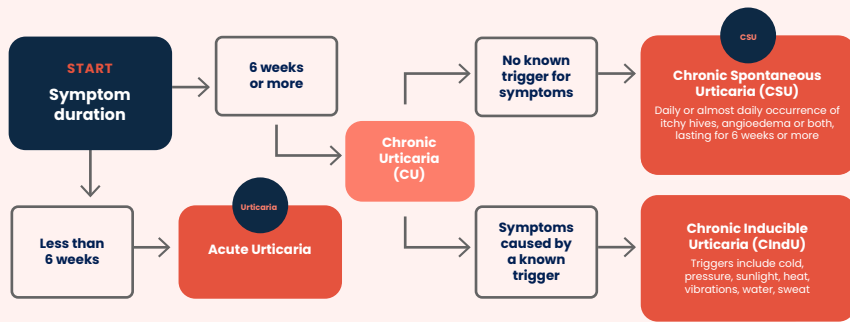 START
Symptom
duration
6 weeks
or more
Less than
6 weeks
Urticaria
Acute Urticaria
Chronic
Urticaria
(CU)
No known
trigger for
symptoms
CSU
Chronic Spontaneous
Urticaria (CSU)
Daily or almost daily occurrence of
itchy hives, angioedema or both,
lasting for 6 weeks or more
Symptoms
caused by
a known
trigger
Chronic Inducible
Urticaria (CIndU)
Triggers include cold,
pressure, sunlight, heat,
vibrations, water, sweat